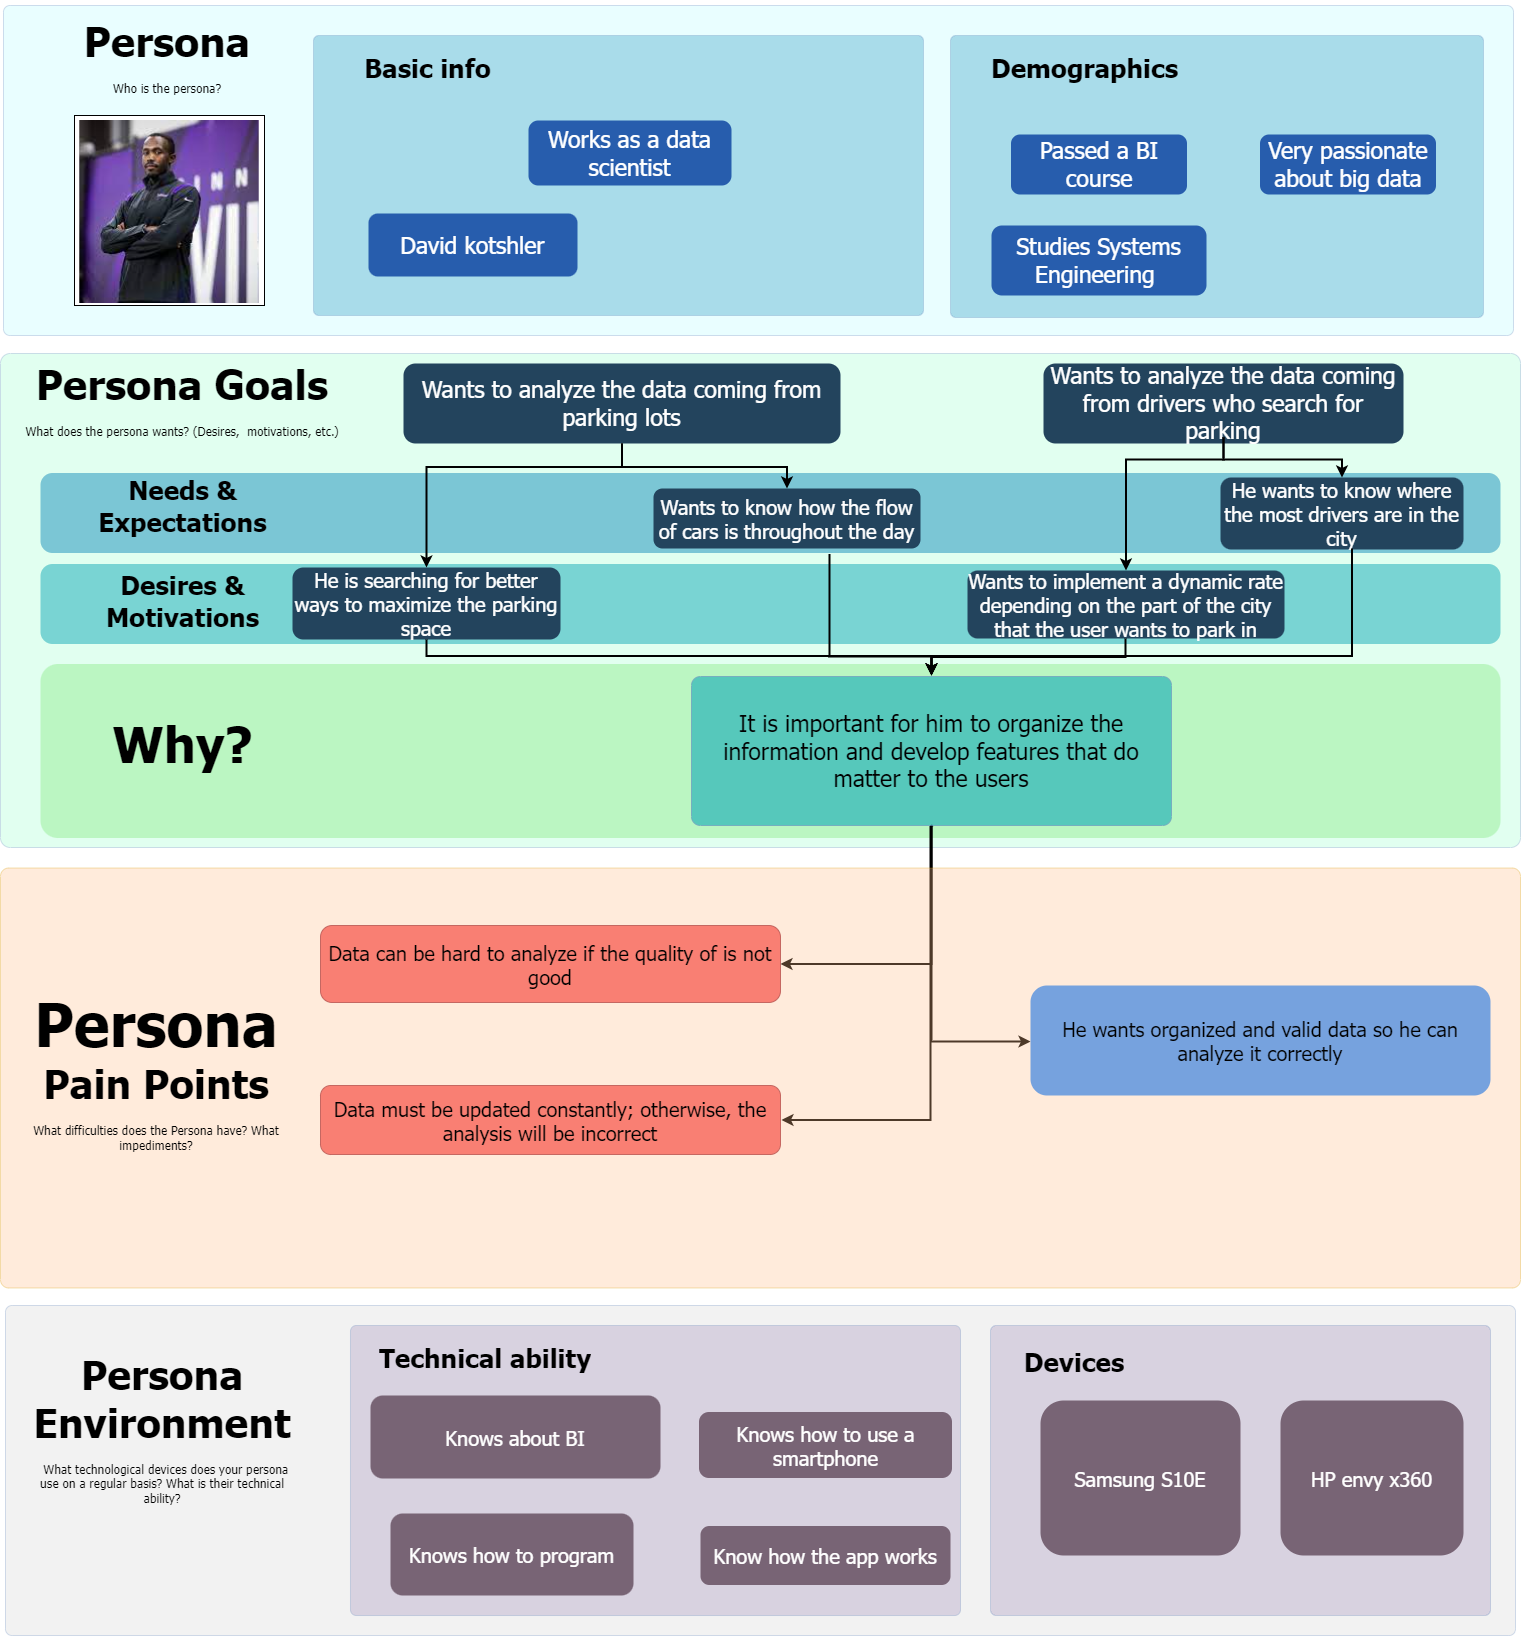 Persona
Who is the persona?
INN
VI
Basic info
Works as a data
scientist
David kotshler
Demographics
Passed a BI
course
Very passionate
about big data
Studies Systems
Engineering
Persona Goals
What does the persona wants? (Desires, motivations, etc.)
Wants to analyze the data coming from
parking lots
Wants to analyze the data coming
from drivers who search for
parking
Needs &
Expectations
Wants to know how the flow
of cars is throughout the day
He wants to know where
the most drivers are in the
city
Desires &
Motivations
He is searching for better
ways to maximize the parking
space
Wants to implement a dynamic rate
depending on the part of the city
that the user wants to park in
Why?
It is important for him to organize the
information and develop features that do
matter to the users
Persona
Pain Points
What difficulties does the Persona have? What
impediments?
Data can be hard to analyze if the quality of is not
good
He wants organized and valid data so he can
analyze it correctly
Data must be updated constantly; otherwise, the
analysis will be incorrect
Persona
Environment
What technological devices does your persona
use on a regular basis? What is their technical
ability?
Technical ability
Knows about BI
Knows how to use a
smartphone
Knows how to program
Know how the app works
Devices
Samsung S10E
HP envy x360